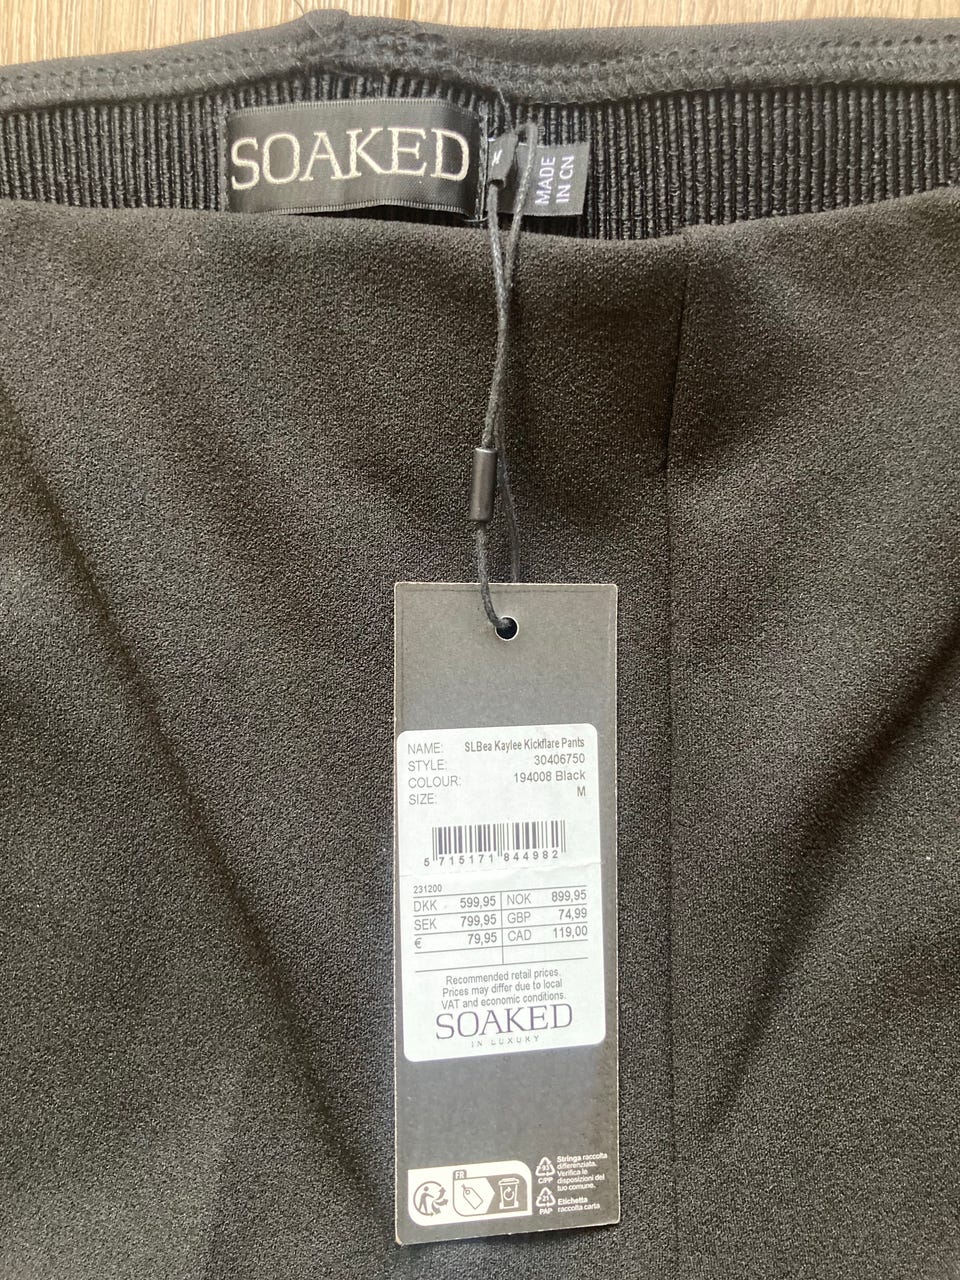 SOAKED
MADE
IN CN
NAME: SLBea Kaylee Kickflare Pants
STYLE: 30406750
COLOUR: 194008 Black
SIZE: M
5 715171 844982
231200
DKK 599,95 NOK 899,95
SEK 799,95 GBP 74,99
€ 79,95 CAD 119,00
Recommended retail prices.
Prices may differ due to local
VAT and economic conditions.
SOAKED
IN LUXURY
FR
93
C/PP
Stringa raccolta
differenziata.
Verifica le
disposizioni del
tuo comune.
21
PAP
Etichetta
raccolta carta